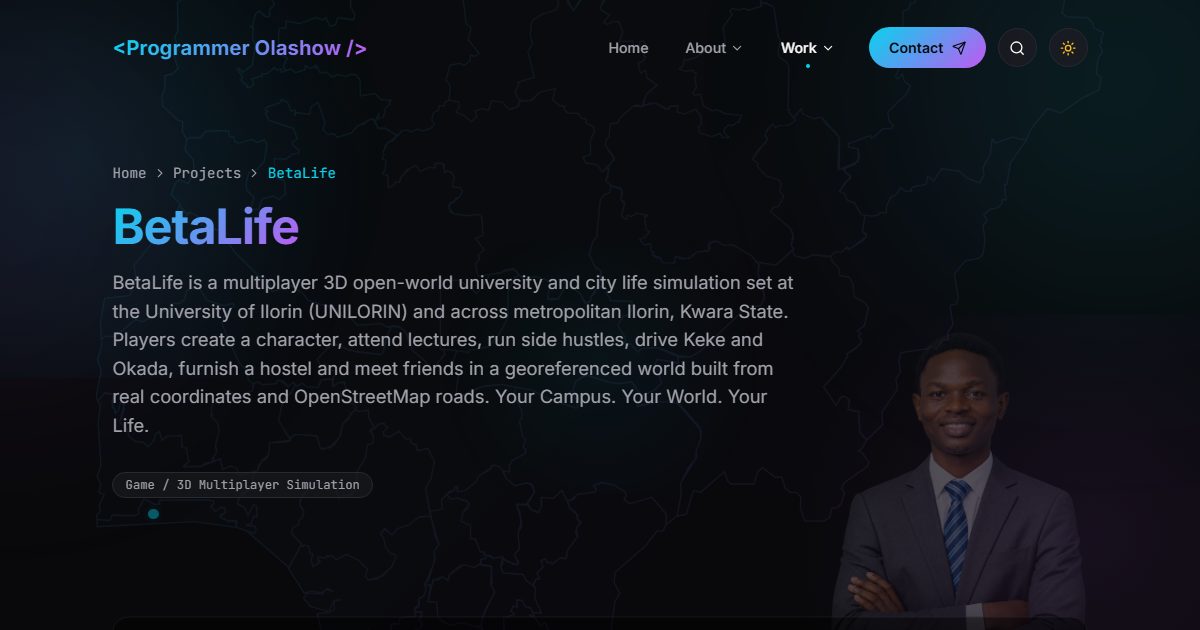 <Programmer Olashow />
Home
About
Work
Contact
Home > Projects > BetaLife
BetaLife
BetaLife is a multiplayer 3D open-world university and city life simulation set at
the University of Ilorin (UNILORIN) and across metropolitan Ilorin, Kwara State.
Players create a character, attend lectures, run side hustles, drive Keke and
Okada, furnish a hostel and meet friends in a georeferenced world built from
real coordinates and OpenStreetMap roads. Your Campus. Your World. Your
Life.
Game / 3D Multiplayer Simulation